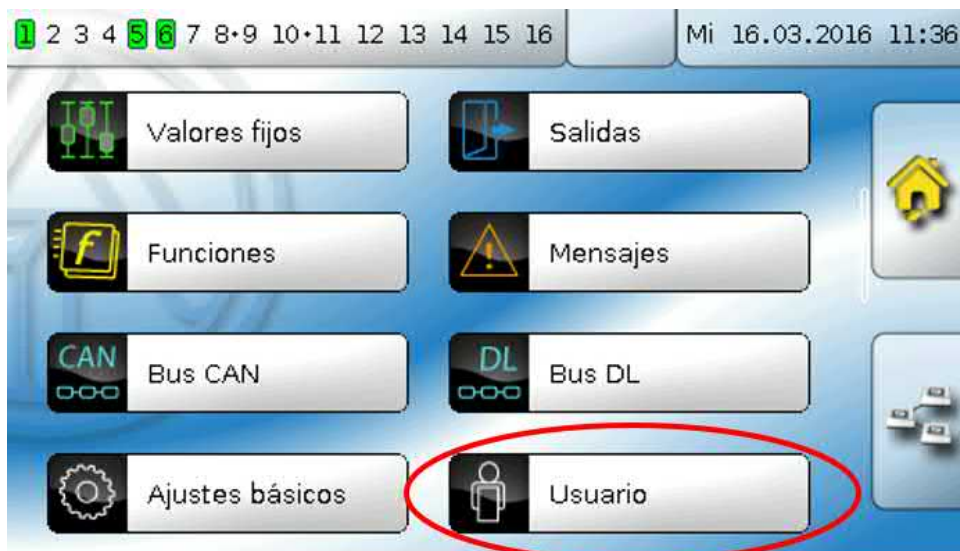 1 2 3 4 5 6 7 8·9 10·11 12 13 14 15 16 Mi 16.03.2016 11:36
Valores fijos Salidas
f Funciones Mensajes
CAN Bus CAN DL Bus DL
Ajustes básicos Usuario